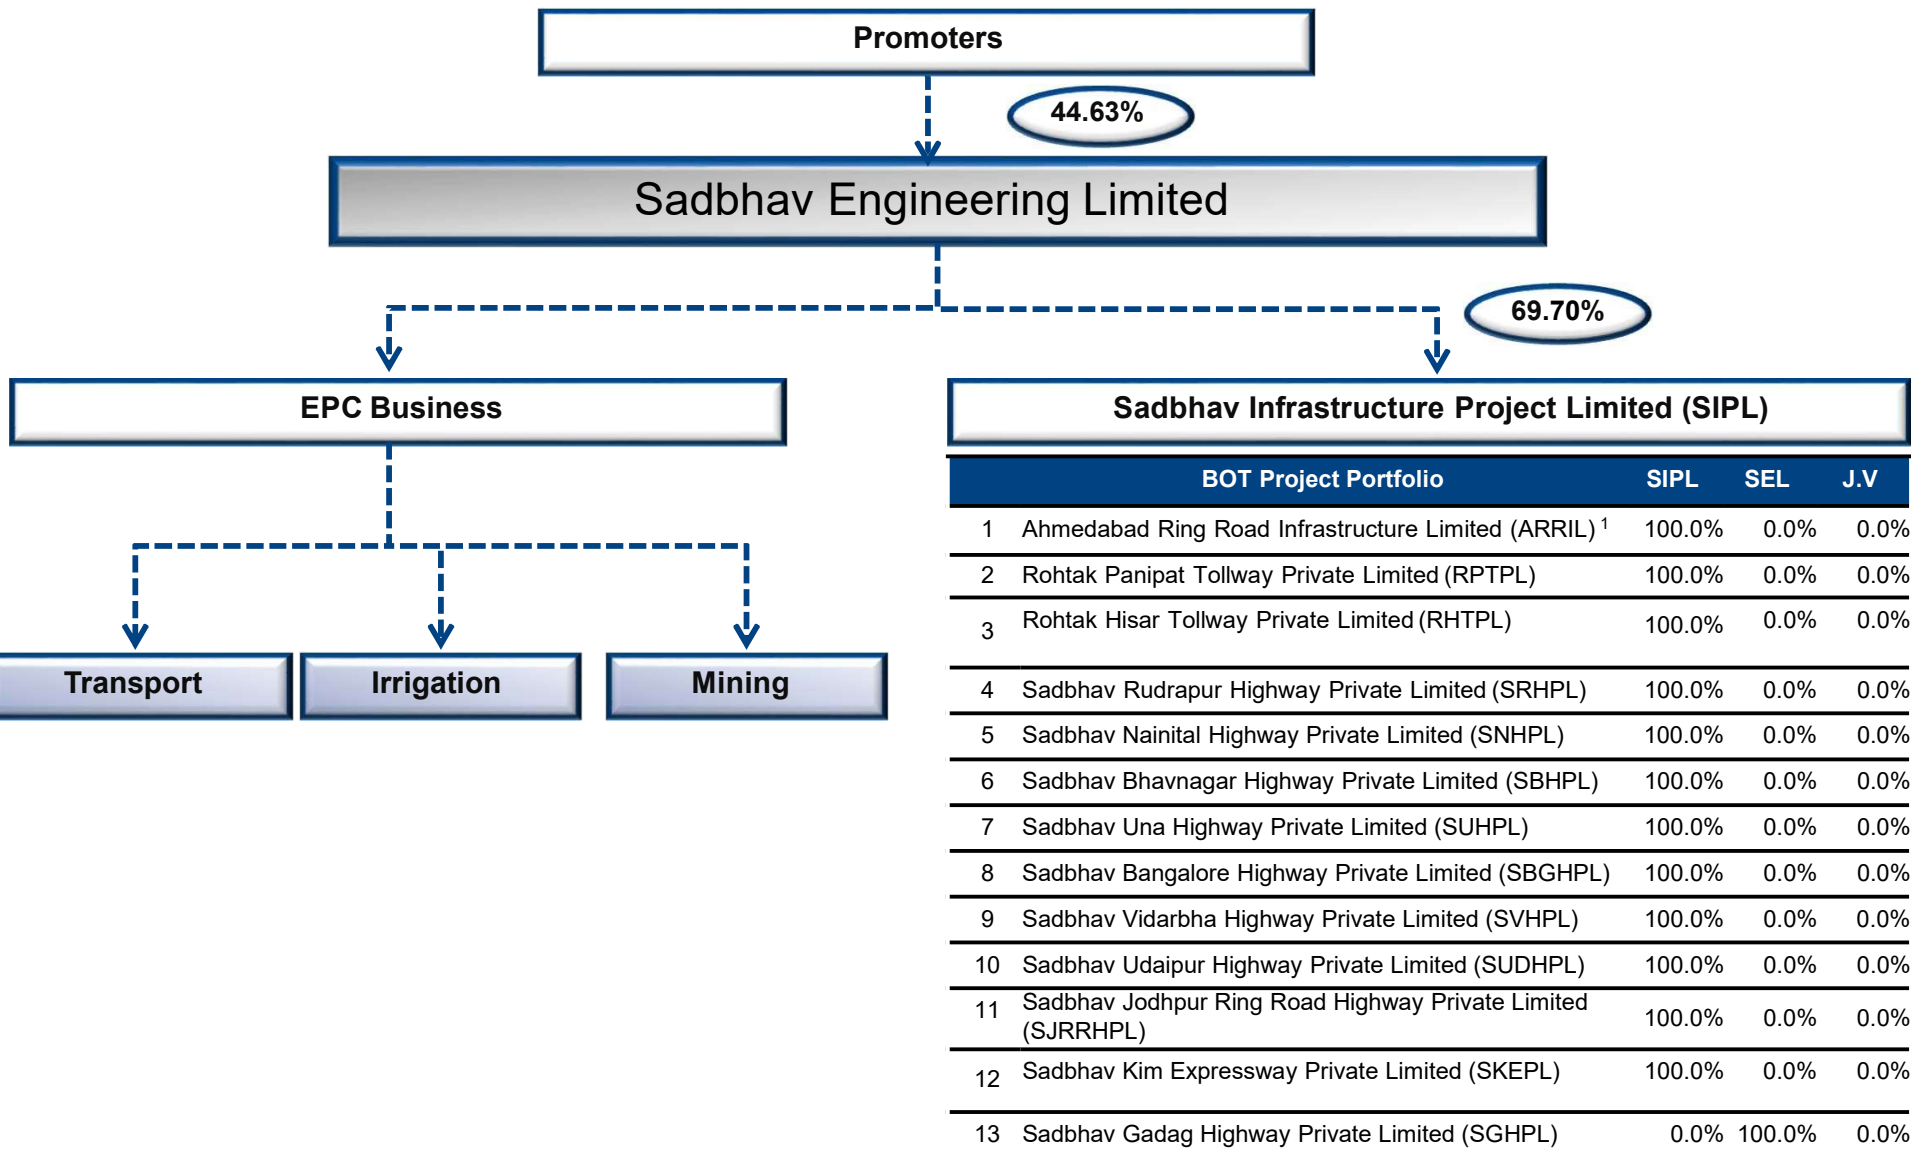 Promoters
44.63%
Sadbhav Engineering Limited
69.70%
EPC Business
Sadbhav Infrastructure Project Limited (SIPL)
Transport
Irrigation
Mining
BOT Project Portfolio SIPL SEL J.V
1 Ahmedabad Ring Road Infrastructure Limited (ARRIL) 1 100.0% 0.0% 0.0%
2 Rohtak Panipat Tollway Private Limited (RPTPL) 100.0% 0.0% 0.0%
3 Rohtak Hisar Tollway Private Limited (RHTPL) 100.0% 0.0% 0.0%
4 Sadbhav Rudrapur Highway Private Limited (SRHPL) 100.0% 0.0% 0.0%
5 Sadbhav Nainital Highway Private Limited (SNHPL) 100.0% 0.0% 0.0%
6 Sadbhav Bhavnagar Highway Private Limited (SBHPL) 100.0% 0.0% 0.0%
7 Sadbhav Una Highway Private Limited (SUHPL) 100.0% 0.0% 0.0%
8 Sadbhav Bangalore Highway Private Limited (SBGHPL) 100.0% 0.0% 0.0%
9 Sadbhav Vidarbha Highway Private Limited (SVHPL) 100.0% 0.0% 0.0%
10 Sadbhav Udaipur Highway Private Limited (SUDHPL) 100.0% 0.0% 0.0%
11 Sadbhav Jodhpur Ring Road Highway Private Limited
(SJRRHPL) 100.0% 0.0% 0.0%
12 Sadbhav Kim Expressway Private Limited (SKEPL) 100.0% 0.0% 0.0%
13 Sadbhav Gadag Highway Private Limited (SGHPL) 0.0% 100.0% 0.0%